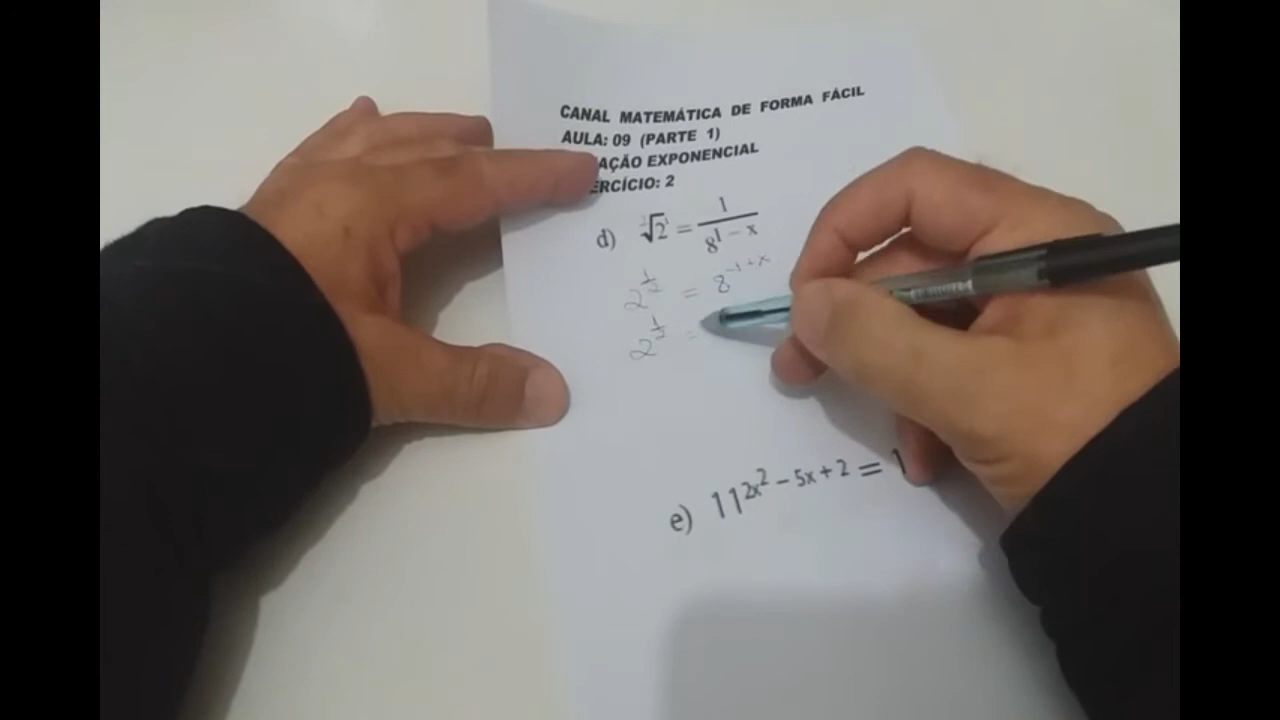 CANAL MATEMÁTICA DE FORMA FÁCIL
AULA: 09 (PARTE 1)
AÇÃO EXPONENCIAL
ERCÍCIO: 2
d) ²√2¹ = 1/8^(1 - x)
2^(1/2) = 8^(-1+x)
2^(1/2) =
e) 11^(2x² - 5x + 2) = 1